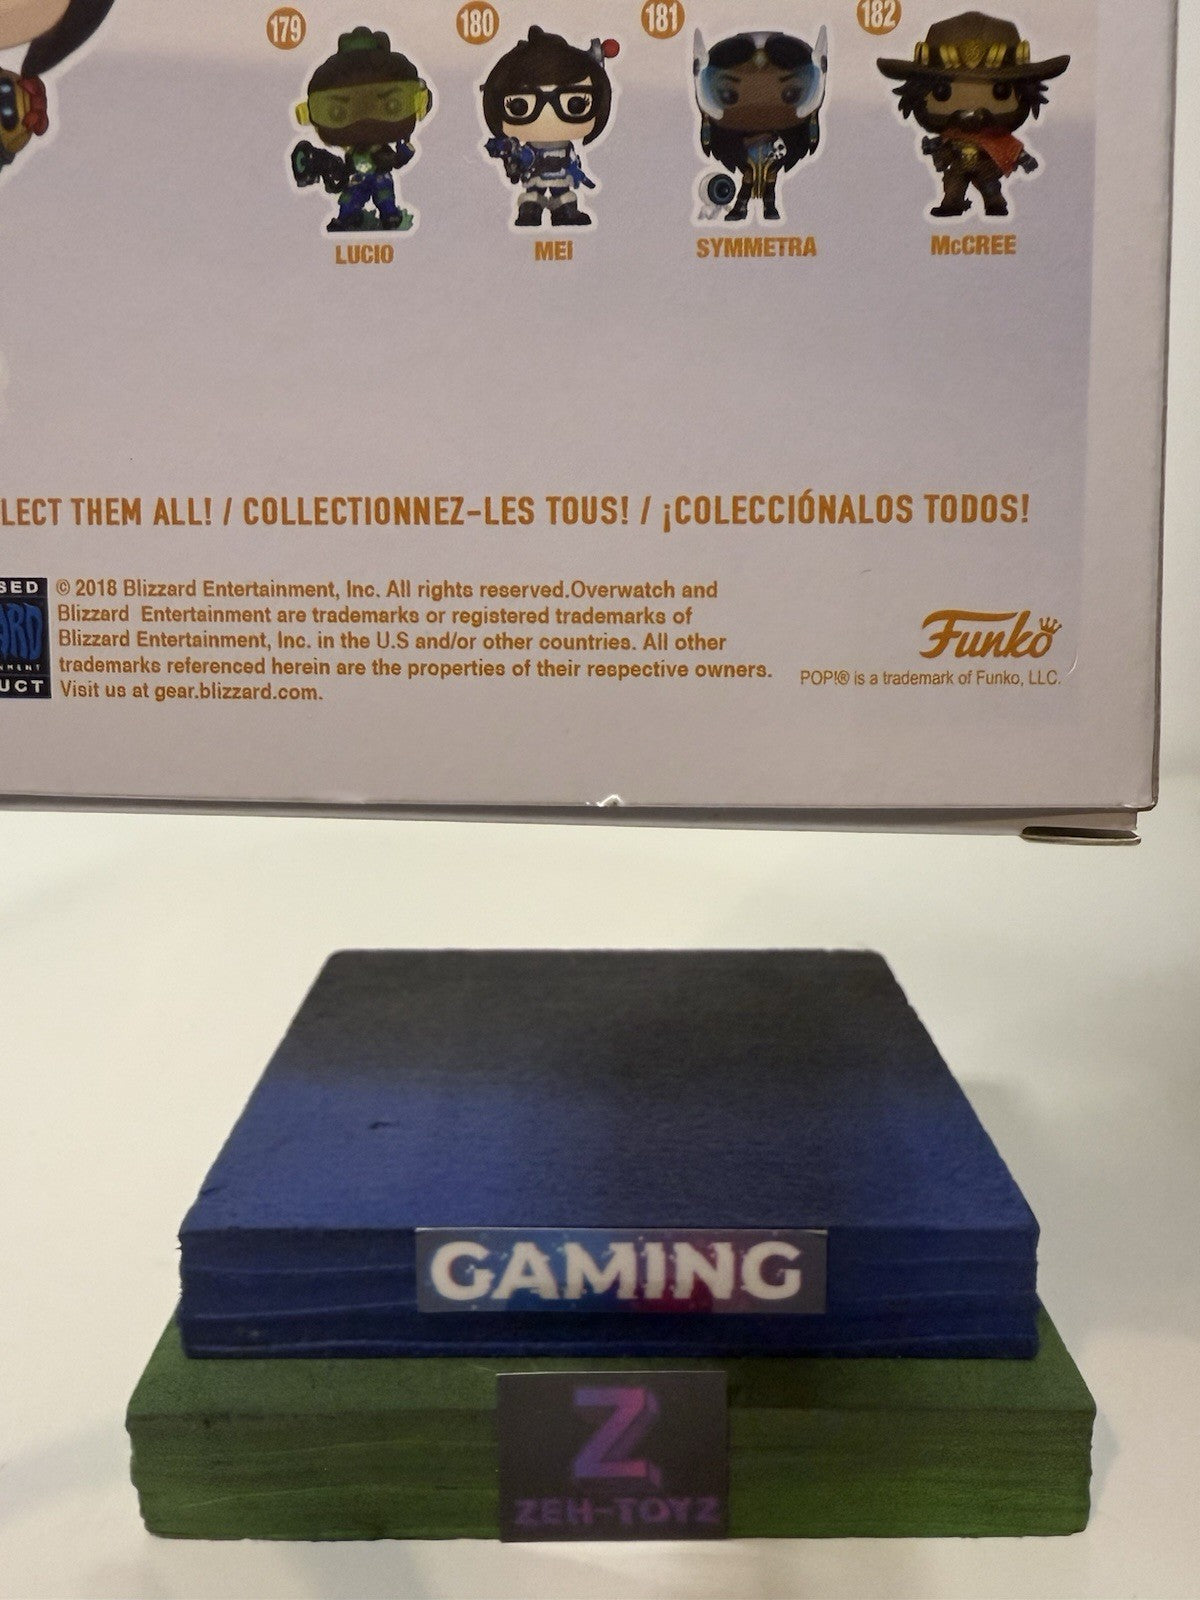 179 180 181 182
LUCIO MEI SYMMETRA McCREE
LECT THEM ALL! / COLLECTIONNEZ-LES TOUS! / ¡COLECCIÓNALOS TODOS!
SED
ARD
UCT
© 2018 Blizzard Entertainment, Inc. All rights reserved.Overwatch and
Blizzard Entertainment are trademarks or registered trademarks of
Blizzard Entertainment, Inc. in the U.S and/or other countries. All other
trademarks referenced herein are the properties of their respective owners.
Visit us at gear.blizzard.com.
Funko
POP!® is a trademark of Funko, LLC.
GAMING
Z
ZEH-TOYZ